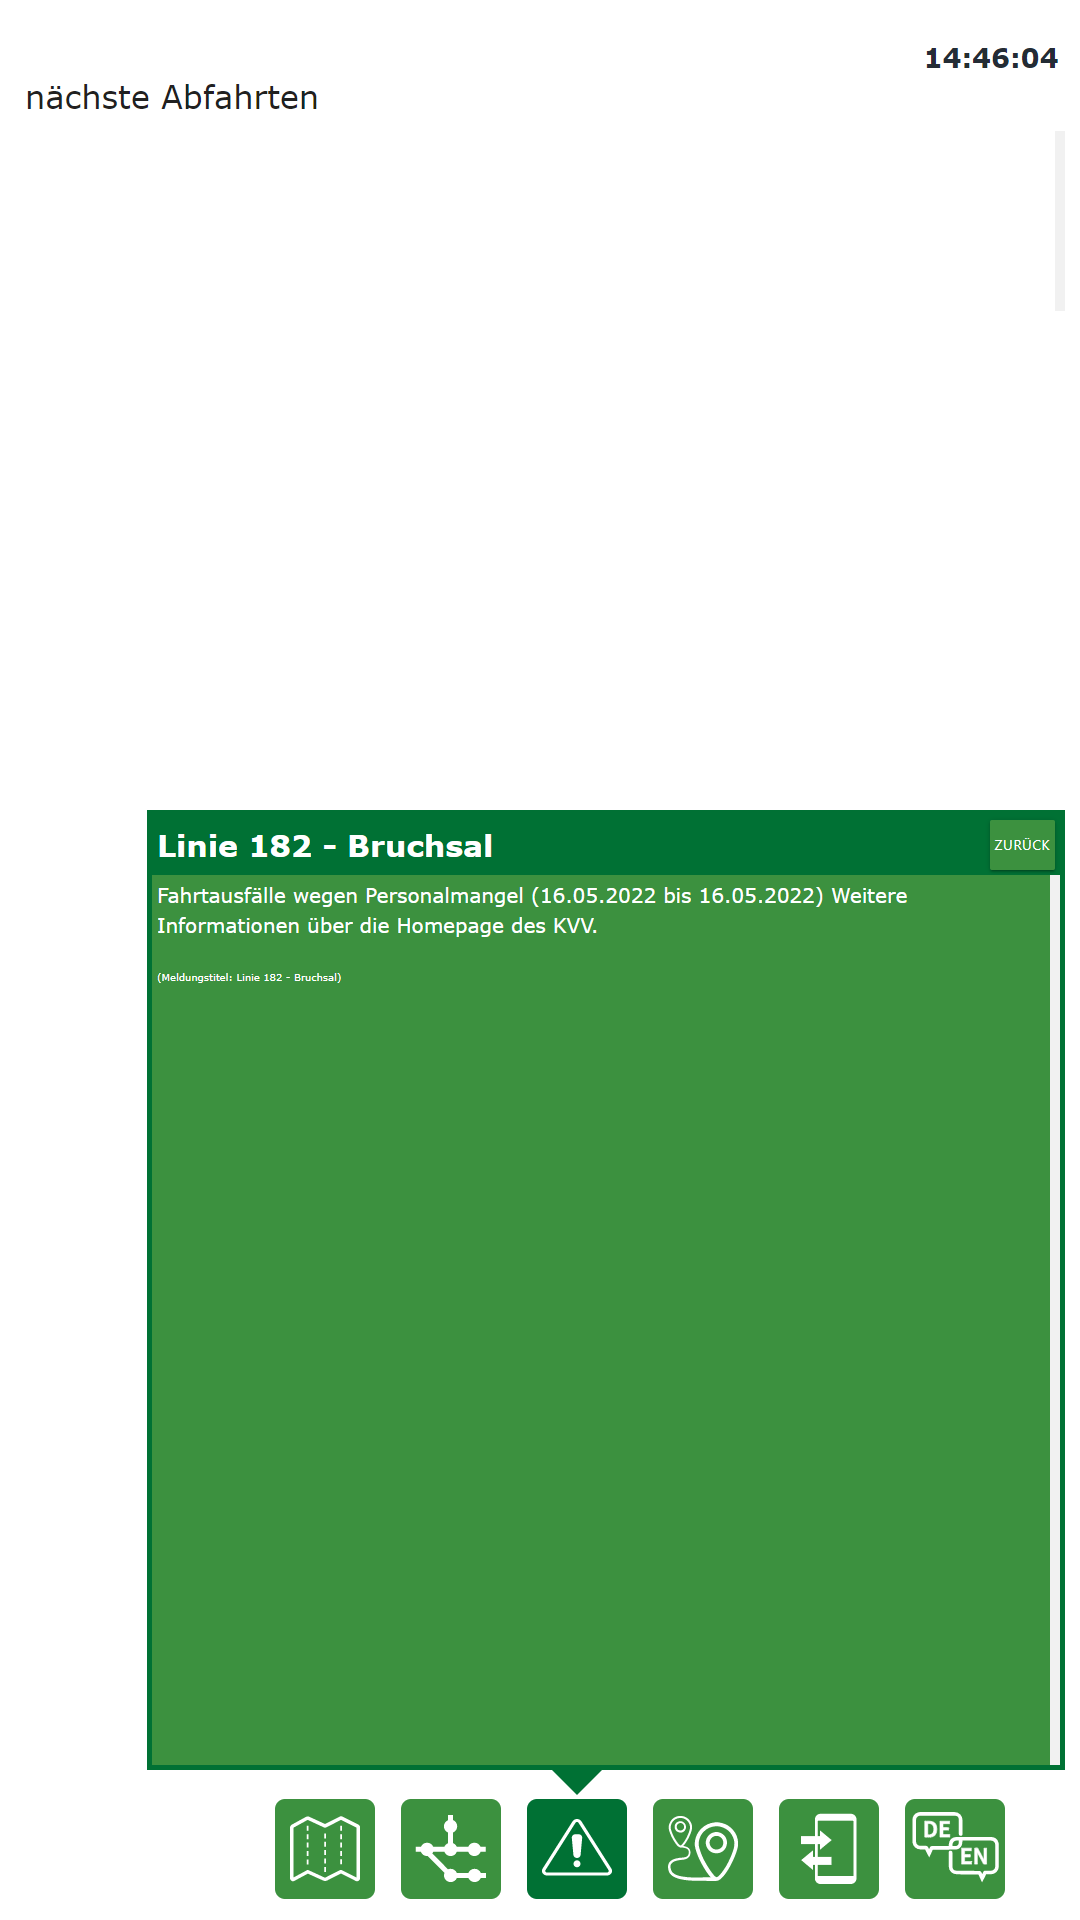 14:46:04
nächste Abfahrten
Linie 182 - Bruchsal
ZURÜCK
Fahrtausfälle wegen Personalmangel (16.05.2022 bis 16.05.2022) Weitere
Informationen über die Homepage des KVV.
(Meldungstitel: Linie 182 - Bruchsal)
DE
EN